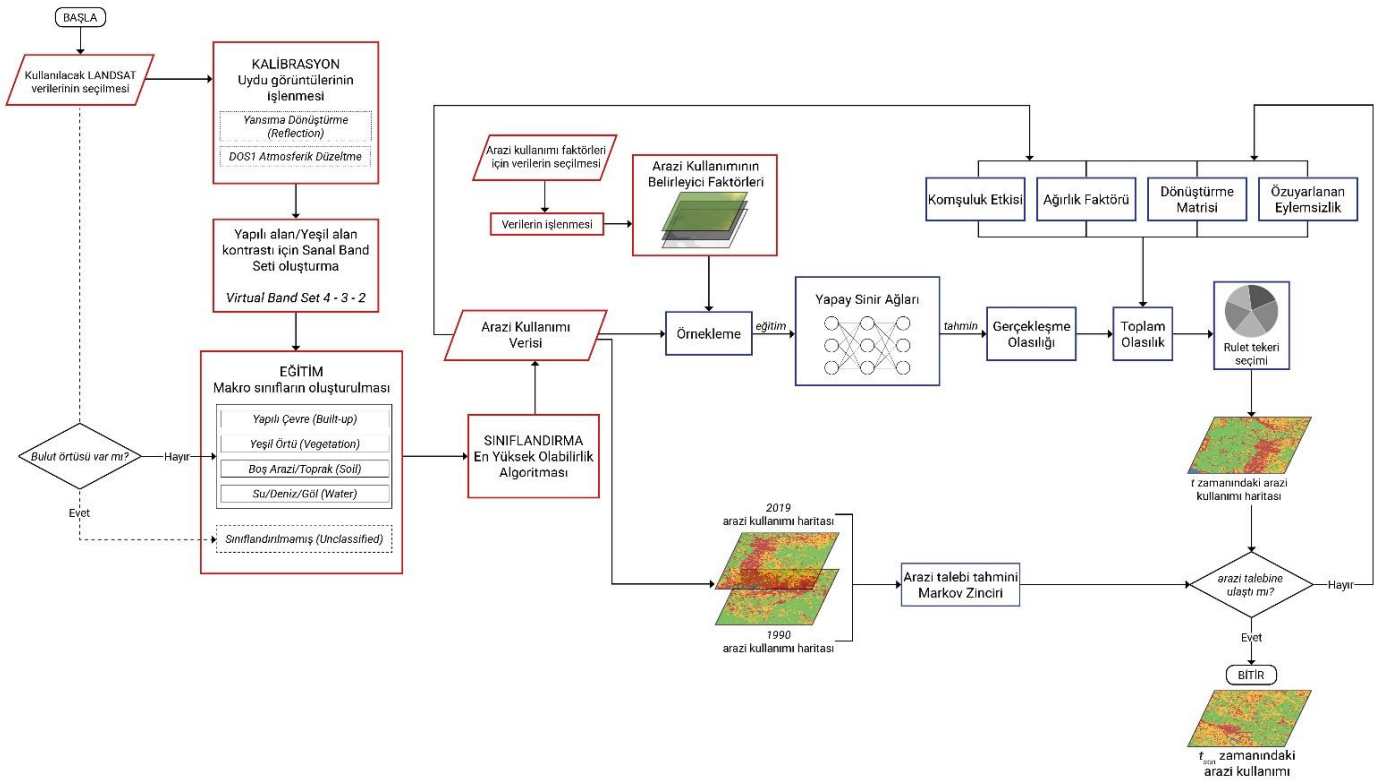 BAŞLA
Kullanılacak LANDSAT
verilerinin seçilmesi
KALİBRASYON
Uydu görüntülerinin
işlenmesi
Yansıma Dönüştürme
(Reflection)
DOS1 Atmosferik Düzeltme
Yapılı alan/Yeşil alan
kontrastı için Sanal Band
Seti oluşturma
Virtual Band Set 4 - 3 - 2
EĞİTİM
Makro sınıfların oluşturulması
Yapılı Çevre (Built-up)
Yeşil Örtü (Vegetation)
Boş Arazi/Toprak (Soil)
Su/Deniz/Göl (Water)
Sınıflandırılmamış (Unclassified)
Bulut örtüsü var mı?
Hayır
Evet
SINIFLANDIRMA
En Yüksek Olabilirlik
Algoritması
Arazi Kullanımı
Verisi
Arazi kullanımı faktörleri
için verilerin seçilmesi
Verilerin işlenmesi
Arazi Kullanımının
Belirleyici Faktörleri
Örnekleme
eğitim
Yapay Sinir Ağları
tahmin
Gerçekleşme
Olasılığı
Toplam
Olasılık
Komşuluk Etkisi
Ağırlık Faktörü
Dönüştürme
Matrisi
Özuyarlanan
Eylemsizlik
Rulet tekeri
seçimi
t zamanındaki arazi
kullanımı haritası
2019
arazi kullanımı haritası
1990
arazi kullanımı haritası
Arazi talebi tahmini
Markov Zinciri
arazi talebine
ulaştı mı?
Hayır
Evet
BİTİR
t son zamanındaki
arazi kullanımı